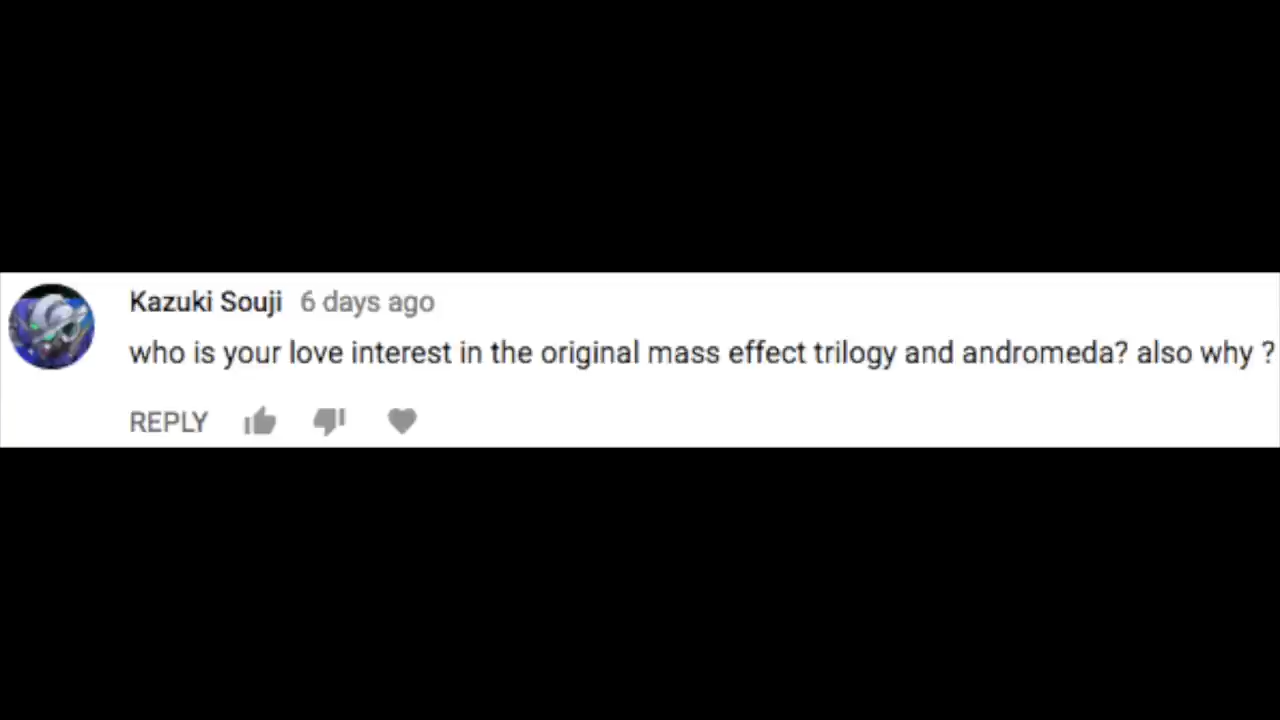 Kazuki Souji 6 days ago
who is your love interest in the original mass effect trilogy and andromeda? also why ?
REPLY